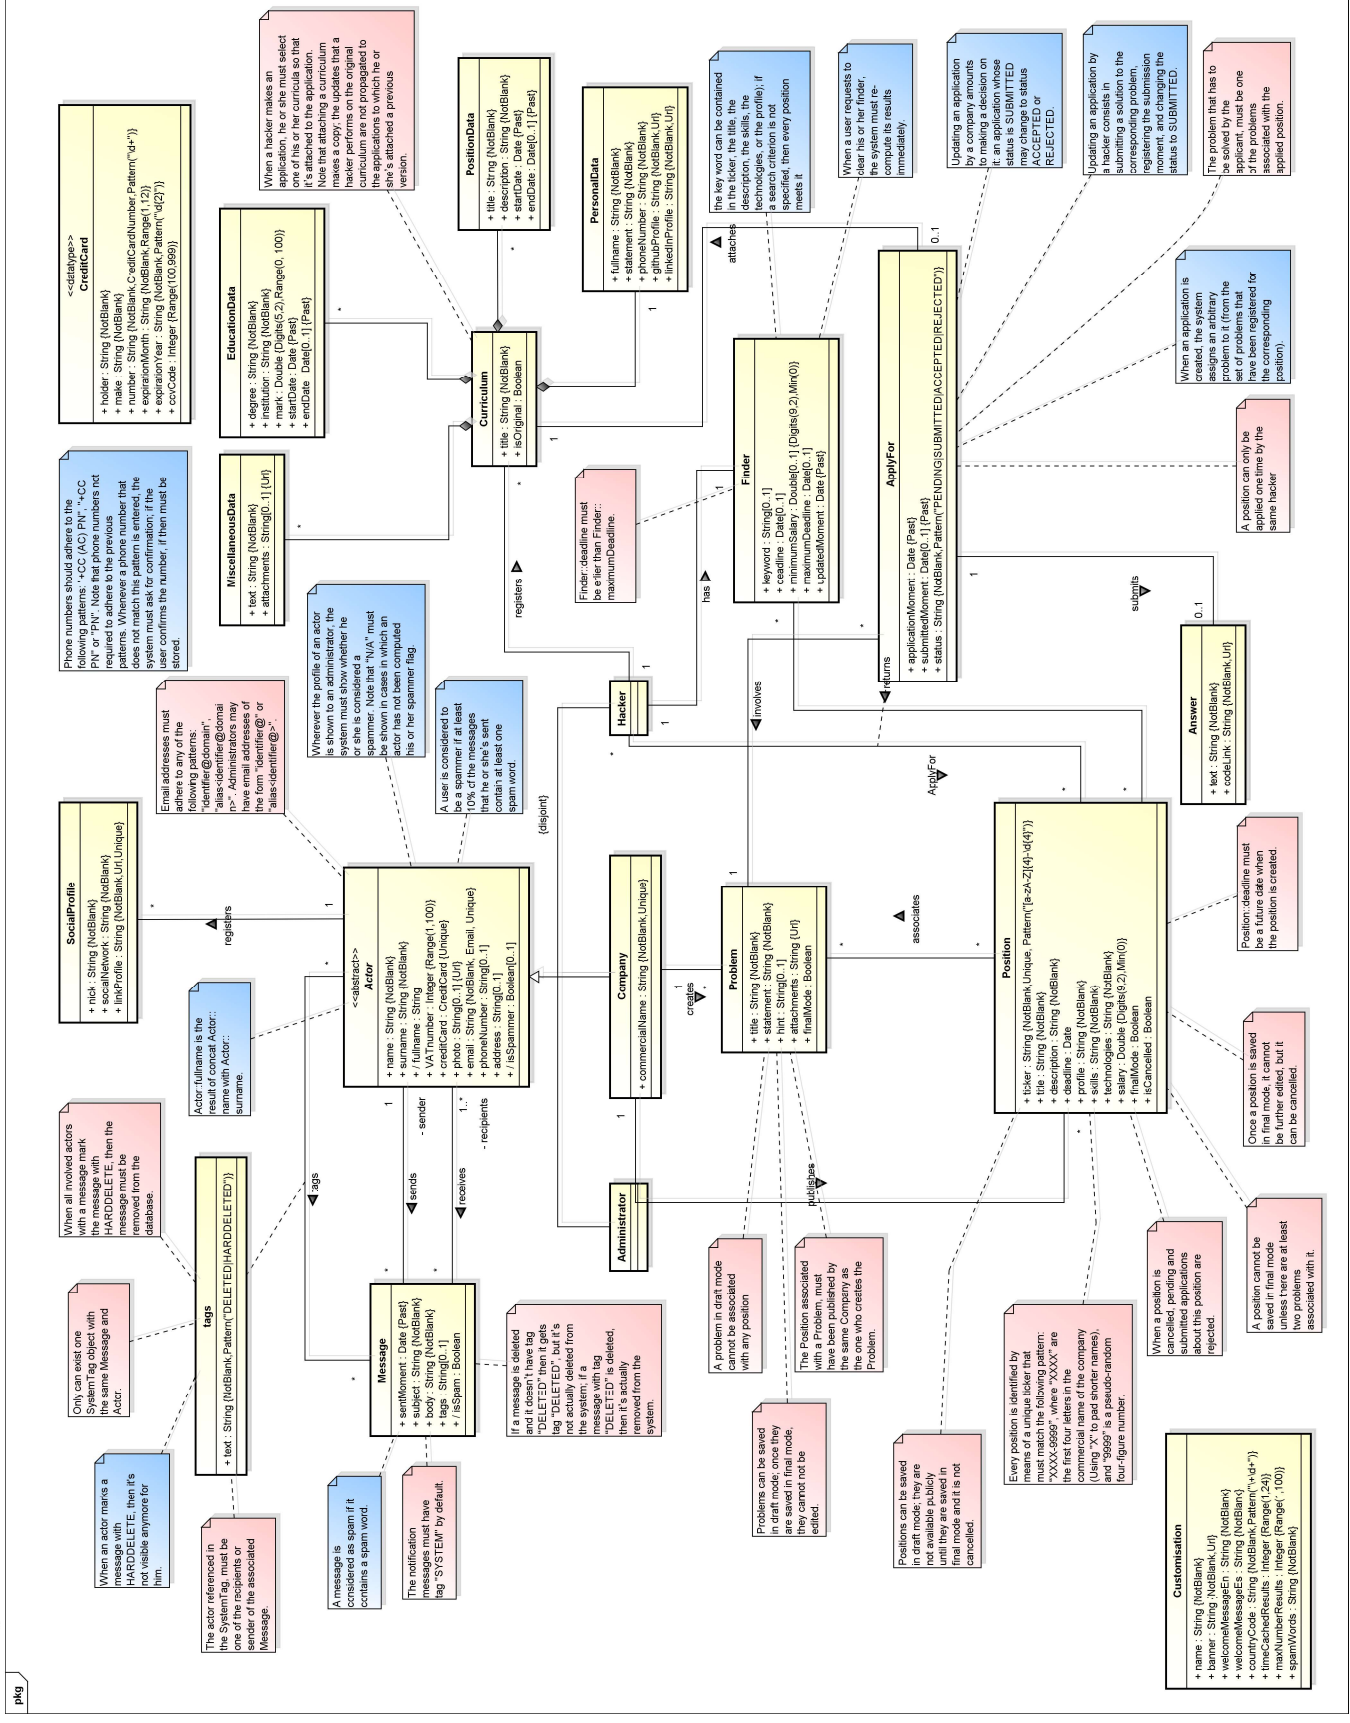 pkg
<<datatype>>
CreditCard
+ holder : String {NotBlank}
+ make : String {NotBlank}
+ number : String {NotBlank,CreditCardNumber,Pattern("\d+")}
+ expirationMonth : String {NotBlank,Range(1,12)}
+ expirationYear : String {NotBlank,Pattern("\d{2}")}
+ ccvCode : Integer {Range(100,999)}
Phone numbers should adhere to the
following patterns: "+CC (AC) PN", "+CC
PN" or "PN". Note that phone numbers not
required to adhere to the previous
patterns. Whenever a phone number that
does not match this pattern is entered, the
system must ask for confirmation; if the
user confirms the number, if then must be
stored.
SocialProfile
+ nick : String {NotBlank}
+ socialNetwork : String {NotBlank}
+ linkProfile : String {NotBlank,Url,Unique}
When all involved actors
with a message mark
the message with
HARDDELETE, then the
message must be
removed from the
database.
Only can exist one
SystemTag object with
the same Message and
Actor.
When an actor marks a
message with
HARDDELETE, then it's
not visible anymore for
him.
The actor referenced in
the SystemTag, must be
one of the recipients or
sender of the associated
Message.
tags
+ text : String {NotBlank,Pattern("DELETED|HARDDELETED")}
Actor::fullname is the
result of concat Actor::
name with Actor::
surname.
Email addresses must
adhere to any of the
following patterns:
"identifier@domain",
"alias<identifier@domai
n>". Administrators may
have email addresses of
the form "identifier@" or
"alias<identifier@>".
MiscellaneousData
+ text : String {NotBlank}
+ attachments : String[0..1] {Url}
EducationData
+ degree : String {NotBlank}
+ institution : String {NotBlank}
+ mark : Double {Digits(5,2),Range(0, 100)}
+ startDate : Date {Past}
+ endDate Date[0..1] {Past}
When a hacker makes an
application, he or she must select
one of his or her curricula so that
it's attached to the application.
Note that attaching a curriculum
makes a copy; the updates that a
hacker performs on the original
curriculum are not propagated to
the applications to which he or
she's attached a previous
version.
Wherever the profile of an actor
is shown to an administrator, the
system must show whether he
or she is considered a
spammer. Note that "N/A" must
be shown in cases in which an
actor has not been computed
his or her spammer flag.
A user is considered to
be a spammer if at least
10% of the messages
that he or she's sent
contain at least one
spam word.
<<abstract>>
Actor
+ name : String {NotBlank}
+ surname : String {NotBlank}
+ / fullname : String
+ VATnumber : Integer {Range(1,100)}
+ creditCard : CreditCard {Unique}
+ photo : String[0..1] {Url}
+ email : String {NotBlank, Email, Unique}
+ phoneNumber : String[0..1]
+ address : String[0..1]
+ / isSpammer : Boolean[0..1]
*
registers
1
*
tags
*
1
- sender
sends
*
1..*
- recipients
receives
*
Message
+ sentMoment : Date {Past}
+ subject : String {NotBlank}
+ body : String {NotBlank}
+ tags : String[0..1]
+ / isSpam : Boolean
A message is
considered as spam if it
contains a spam word.
The notification
messages must have
tag "SYSTEM" by default.
If a message is deleted
and it doesn't have tag
"DELETED" then it gets
tag "DELETED", but it's
not actually deleted from
the system; if a
message with tag
"DELETED" is deleted,
then it's actually
removed from the
system.
PositionData
+ title : String {NotBlank}
+ description : String {NotBlank}
+ startDate : Date {Past}
+ endDate : Date[0..1] {Past}
Curriculum
+ title : String {NotBlank}
+ isOriginal : Boolean
*
*
*
1
PersonalData
+ fullname : String {NotBlank}
+ statement : String {NotBlank}
+ phoneNumber : String {NotBlank}
+ githubProfile : String {NotBlank,Url}
+ linkedInProfile : String {NotBlank,Url}
*
registers
1
1
attaches
0..1
{disjoint}
Administrator
Company
+ commercialName : String {NotBlank,Unique}
Hacker
1
has
1
Finder::deadline must
be erlier than Finder::
maximumDeadline.
Finder
+ keyword : String[0..1]
+ deadline : Date[0..1]
+ minimumSalary : Double[0..1] {Digits(9,2),Min(0)}
+ maximumDeadline : Date[0..1]
+ updatedMoment : Date {Past}
the key word can be contained
in the ticker, the title, the
description, the skills, the
technologies, or the profile); if
a search criterion is not
specified, then every position
meets it
When a user requests to
clear his or her finder,
the system must re-
compute its results
immediately.
1
creates
*
Problem
+ title : String {NotBlank}
+ statement : String {NotBlank}
+ hint : String[0..1]
+ attachments : String {Url}
+ finalMode : Boolean
1
involves
*
*
returns
*
*
ApplyFor
*
ApplyFor
+ applicationMoment : Date {Past}
+ submittedMoment : Date[0..1] {Past}
+ status : String {NotBlank,Pattern("PENDING|SUBMITTED|ACCEPTED|REJECTED")}
Updating an application
by a company amounts
to making a decision on
it: an application whose
status is SUBMITTED
may change to status
ACCEPTED or
REJECTED.
Updating an application by
a hacker consists in
submitting a solution to the
corresponding problem,
registering the submission
moment, and changing the
status to SUBMITTED.
The problem that has to
be solved by the
applicant, must be one
of the problems
associated with the
applied position.
When an application is
created, the system
assigns an arbitrary
problem to it (from the
set of problems that
have been registered for
the corresponding
position).
A position can only be
applied one time by the
same hacker
1
submits
0..1
Answer
+ text : String {NotBlank}
+ codeLink : String {NotBlank,Url}
*
associates
*
1
publishes
*
A problem in draft mode
cannot be associated
with any position
The Position associated
with a Problem, must
have been published by
the same Company as
the one who creates the
Problem.
Problems can be saved
in draft mode; once they
are saved in final mode,
they cannot not be
edited.
Position
+ ticker : String {NotBlank,Unique, Pattern("[a-zA-Z]{4}-\d{4}")}
+ title : String {NotBlank}
+ description : String {NotBlank}
+ deadline : Date
+ profile : String {NotBlank}
+ skills : String {NotBlank}
+ technologies : String {NotBlank}
+ salary : Double {Digits(9,2),Min(0)}
+ finalMode : Boolean
+ isCancelled : Boolean
Position::deadline must
be a future date when
the position is created.
Once a position is saved
in final mode, it cannot
be further edited, but it
can be cancelled.
A position cannot be
saved in final mode
unless there are at least
two problems
associated with it.
When a position is
cancelled, pending and
submitted applications
about this position are
rejected.
Every position is identified by
means of a unique ticker that
must match the following pattern:
"XXXX-9999", where "XXXX" are
the first four letters in the
commercial name of the company
(Using "X" to pad shorter names),
and "9999" is a pseudo-random
four-figure number.
Positions can be saved
in draft mode; they are
not available publicly
until they are saved in
final mode and it is not
cancelled.
Customisation
+ name : String {NotBlank}
+ banner : String {NotBlank,Url}
+ welcomeMessageEn : String {NotBlank}
+ welcomeMessageEs : String {NotBlank}
+ countryCode : String {NotBlank,Pattern("\+\d+")}
+ timeCachedResults : Integer {Range(1,24)}
+ maxNumberResults : Integer {Range(1,100)}
+ spamWords : String {NotBlank}